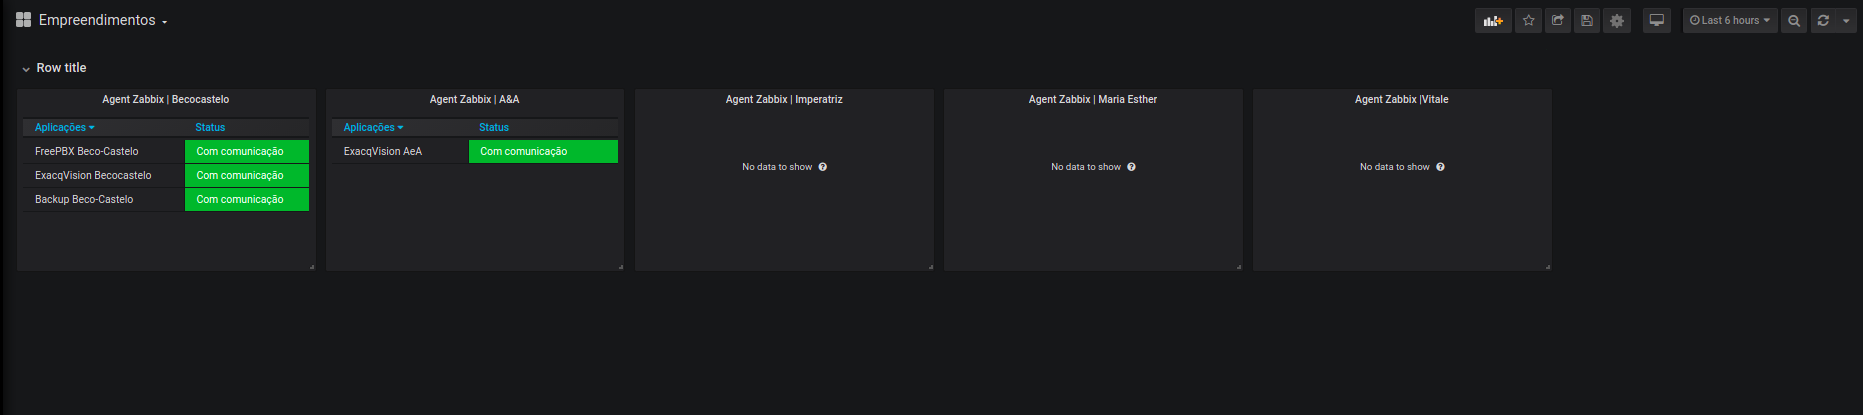 Empreendimentos
Last 6 hours
Row title
Agent Zabbix | Becocastelo
Aplicações Status
FreePBX Beco-Castelo Com comunicação
ExacqVision Becocastelo Com comunicação
Backup Beco-Castelo Com comunicação
Agent Zabbix | A&A
Aplicações Status
ExacqVision AeA Com comunicação
Agent Zabbix | Imperatriz
No data to show
Agent Zabbix | Maria Esther
No data to show
Agent Zabbix |Vitale
No data to show